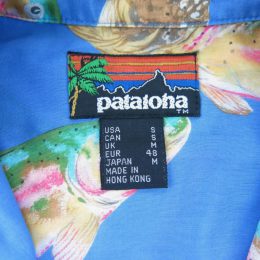 pataloha
TM
USA S
CAN S
UK M
EUR 48
JAPAN M
MADE IN
HONG KONG